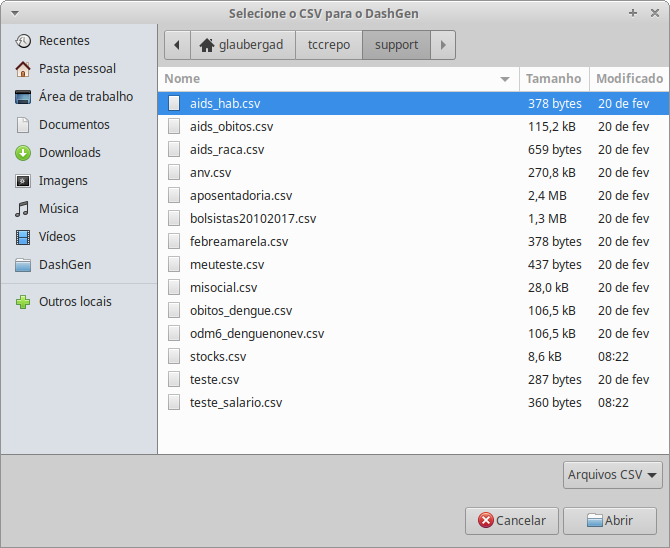 Selecione o CSV para o DashGen
Recentes
Pasta pessoal
Área de trabalho
Documentos
Downloads
Imagens
Música
Vídeos
DashGen
Outros locais
glaubergad tccrepo support
Nome Tamanho Modificado
aids_hab.csv 378 bytes 20 de fev
aids_obitos.csv 115,2 kB 20 de fev
aids_raca.csv 659 bytes 20 de fev
anv.csv 270,8 kB 20 de fev
aposentadoria.csv 2,4 MB 20 de fev
bolsistas20102017.csv 1,3 MB 20 de fev
febreamarela.csv 378 bytes 20 de fev
meuteste.csv 437 bytes 20 de fev
misocial.csv 28,0 kB 20 de fev
obitos_dengue.csv 106,5 kB 20 de fev
odm6_denguenonev.csv 106,5 kB 20 de fev
stocks.csv 8,6 kB 08:22
teste.csv 287 bytes 20 de fev
teste_salario.csv 360 bytes 08:22
Arquivos CSV
Cancelar Abrir